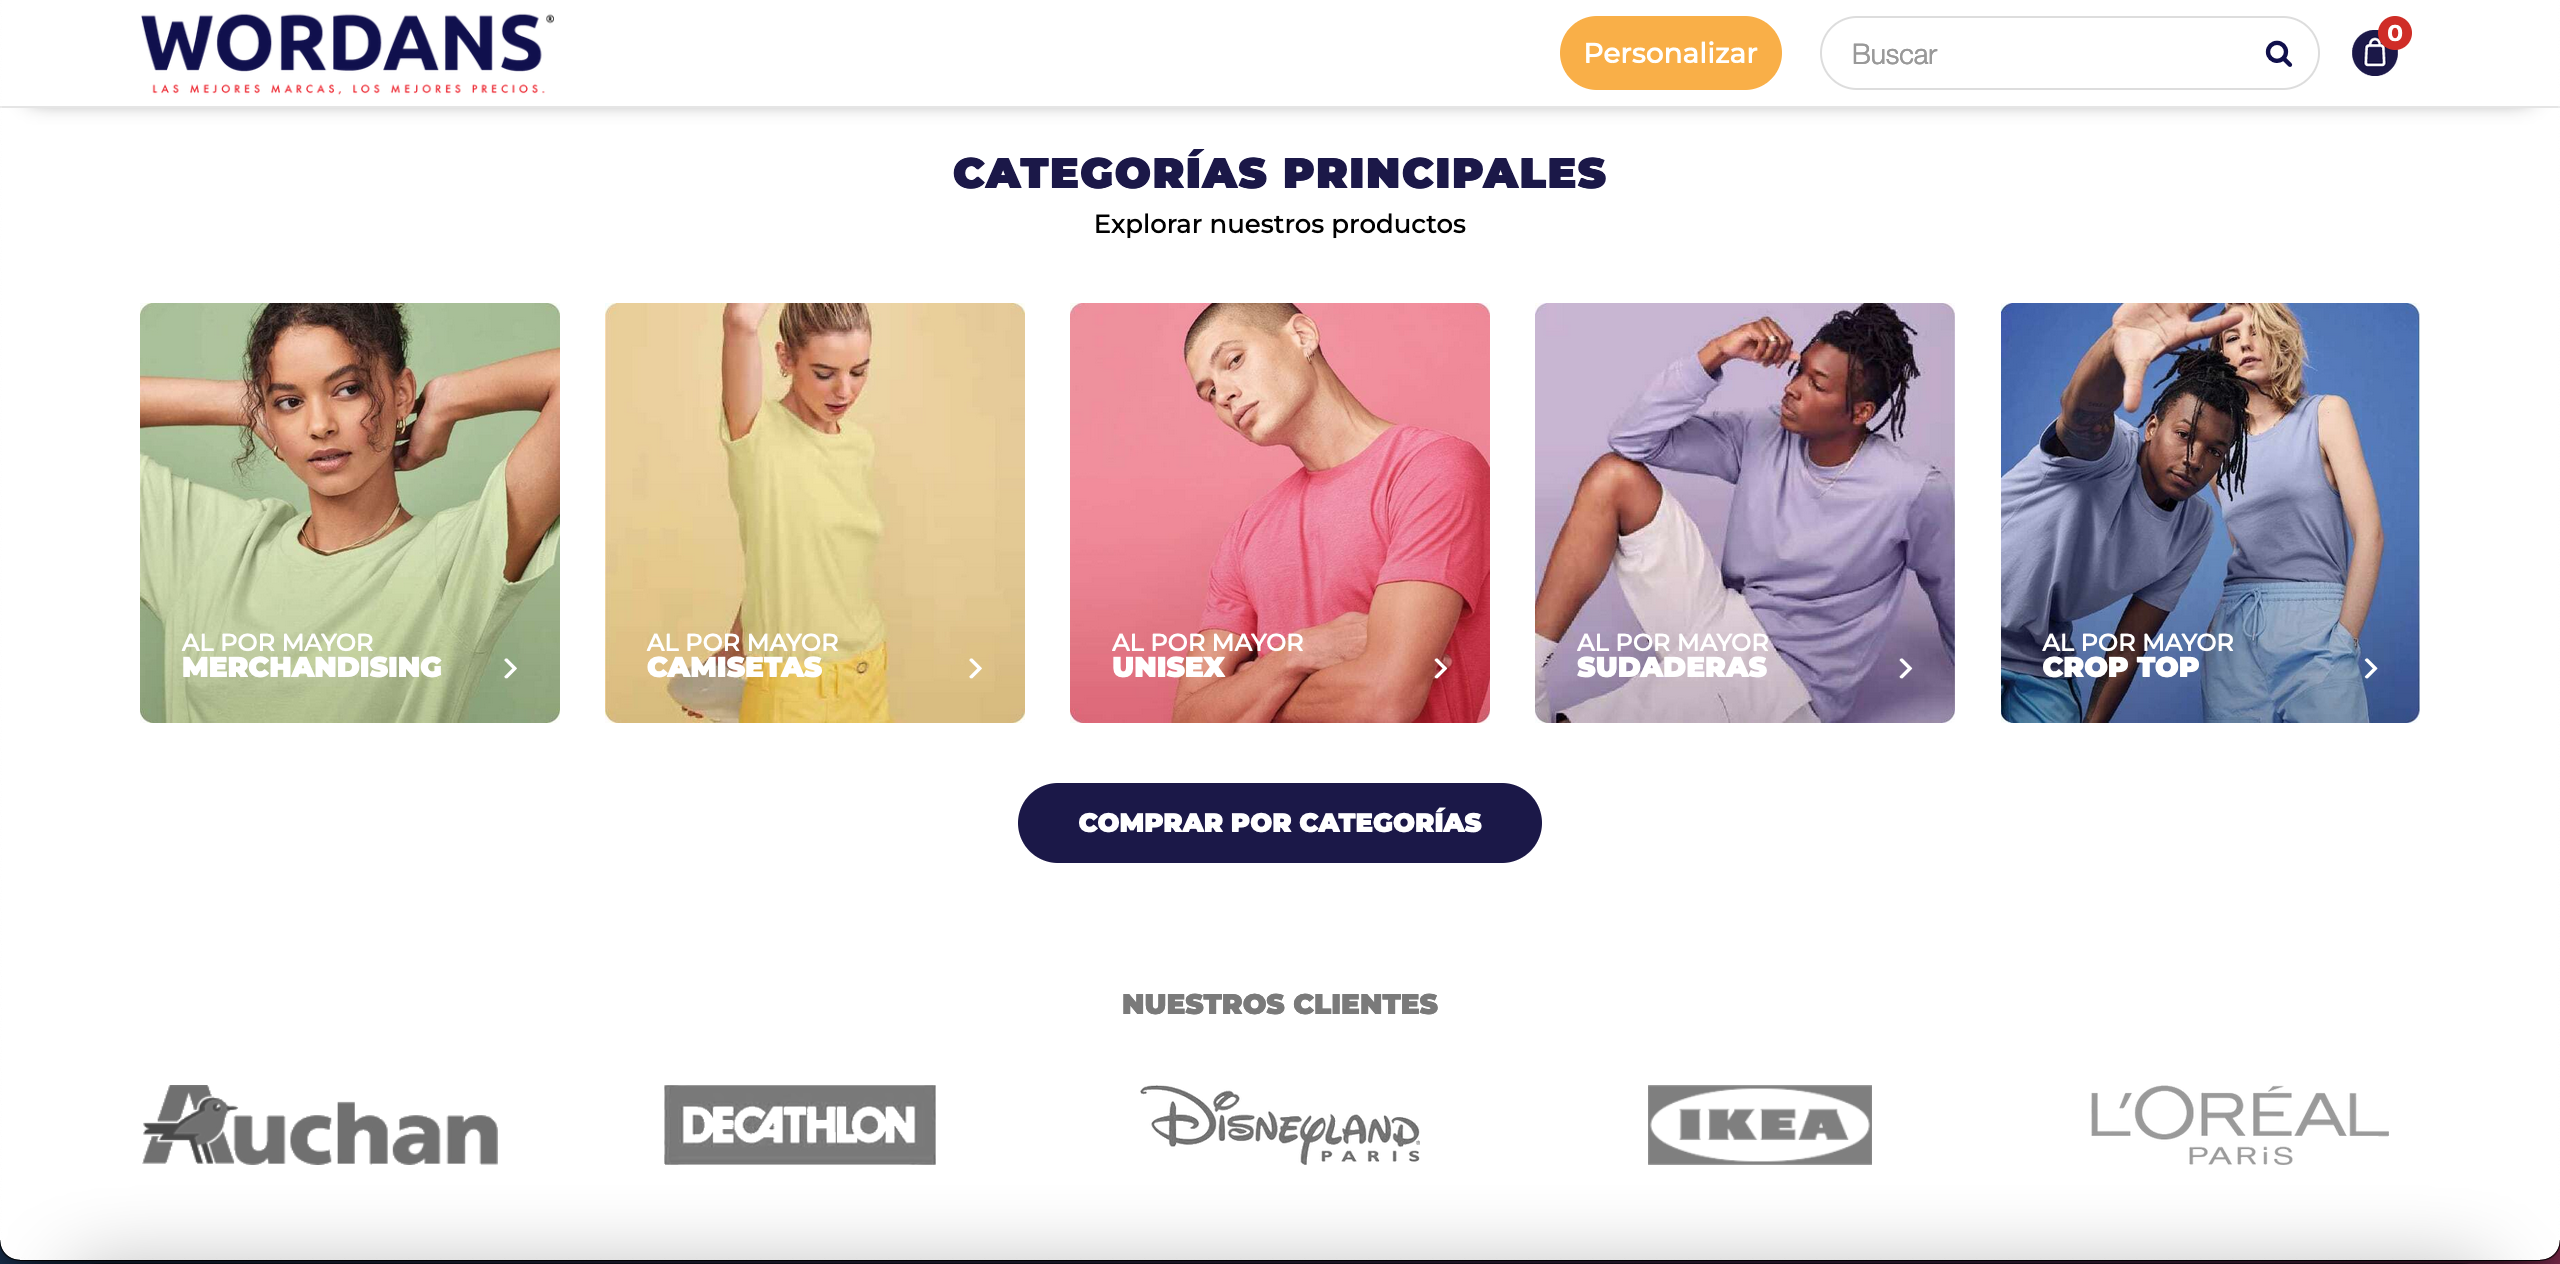 WORDANS®
LAS MEJORES MARCAS, LOS MEJORES PRECIOS.
Personalizar
Buscar
0
CATEGORÍAS PRINCIPALES
Explorar nuestros productos
AL POR MAYOR
MERCHANDISING
AL POR MAYOR
CAMISETAS
AL POR MAYOR
UNISEX
AL POR MAYOR
SUDADERAS
AL POR MAYOR
CROP TOP
COMPRAR POR CATEGORÍAS
NUESTROS CLIENTES
Auchan
DECATHLON
DISNEYLAND
PARIS
IKEA
L'ORÉAL
PARiS